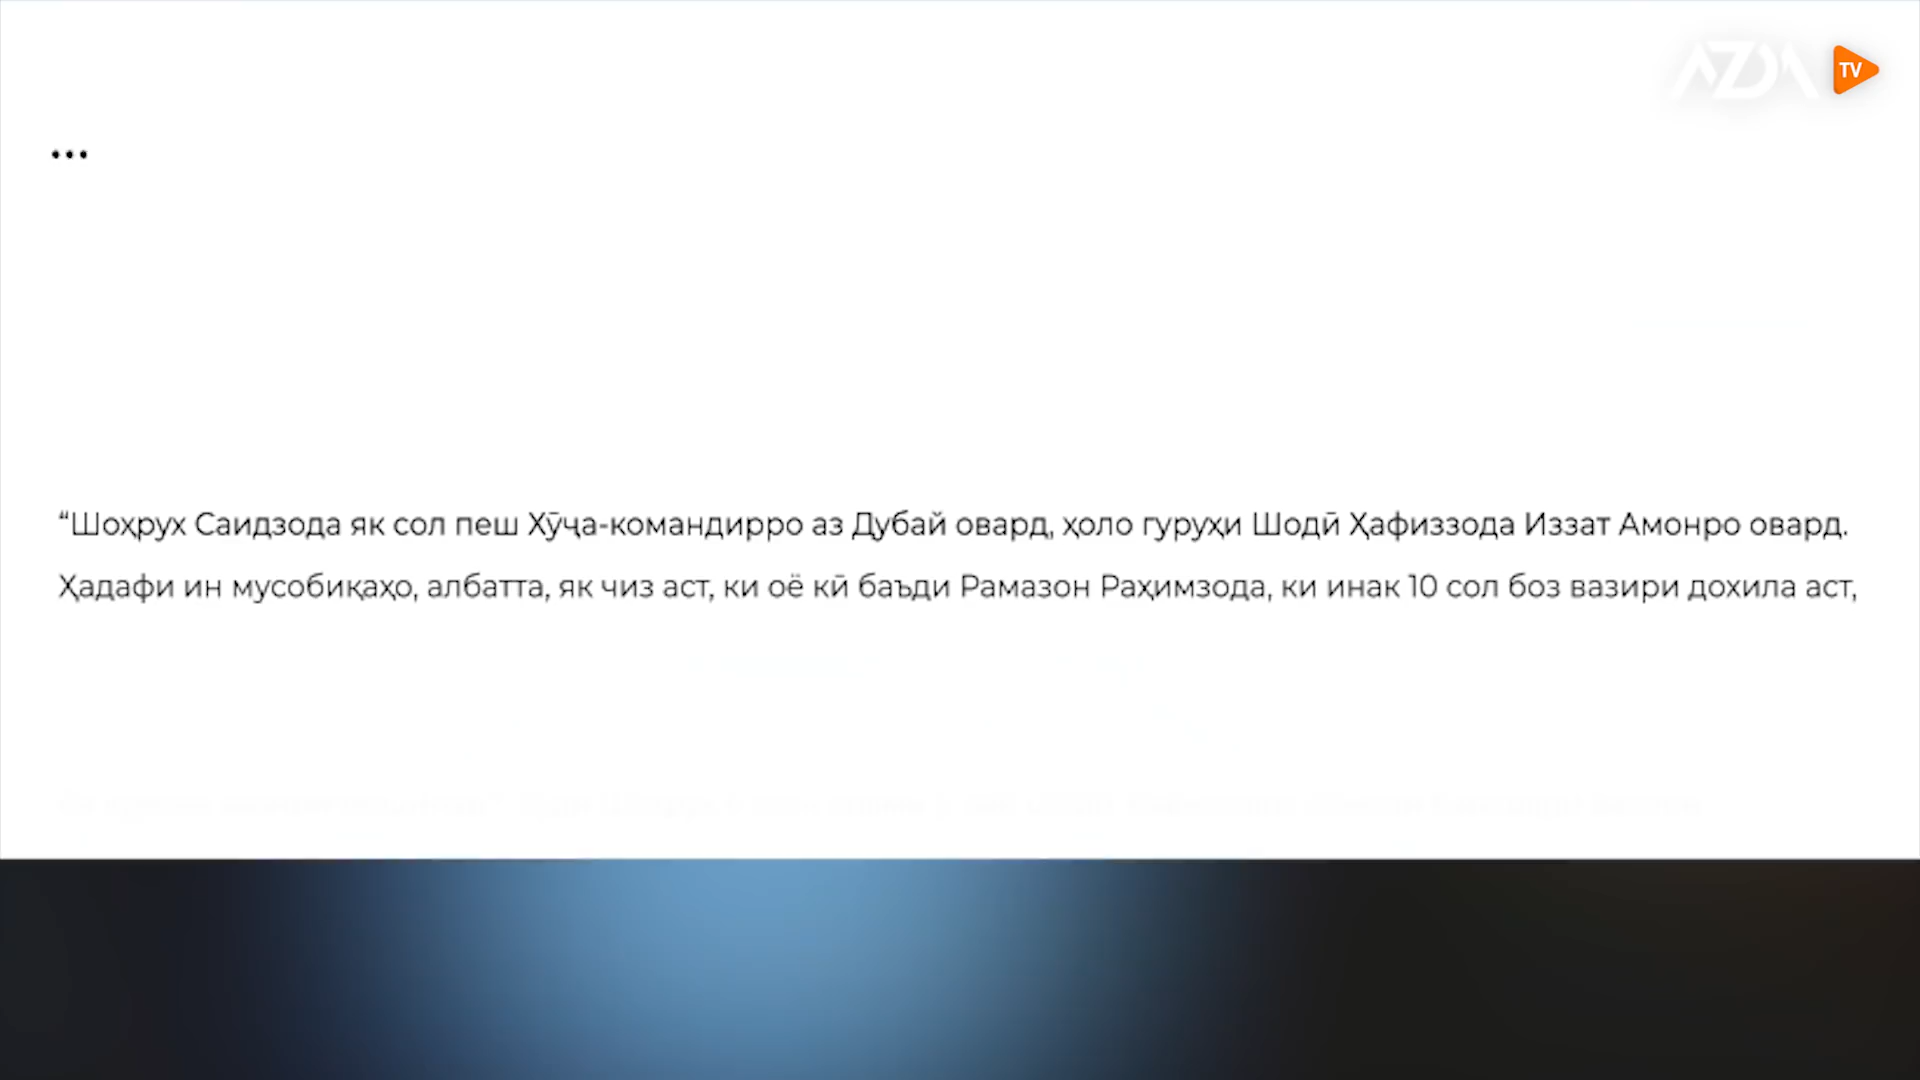 AZDA TV
...
“Шоҳрух Саидзода як сол пеш Хӯҷа-командирро аз Дубай овард, ҳоло гуруҳи Шодӣ Ҳафиззода Иззат Амонро овард.
Ҳадафи ин мусобиқаҳо, албатта, як чиз аст, ки оё кӣ баъди Рамазон Раҳимзода, ки инак 10 сол боз вазири дохила аст,